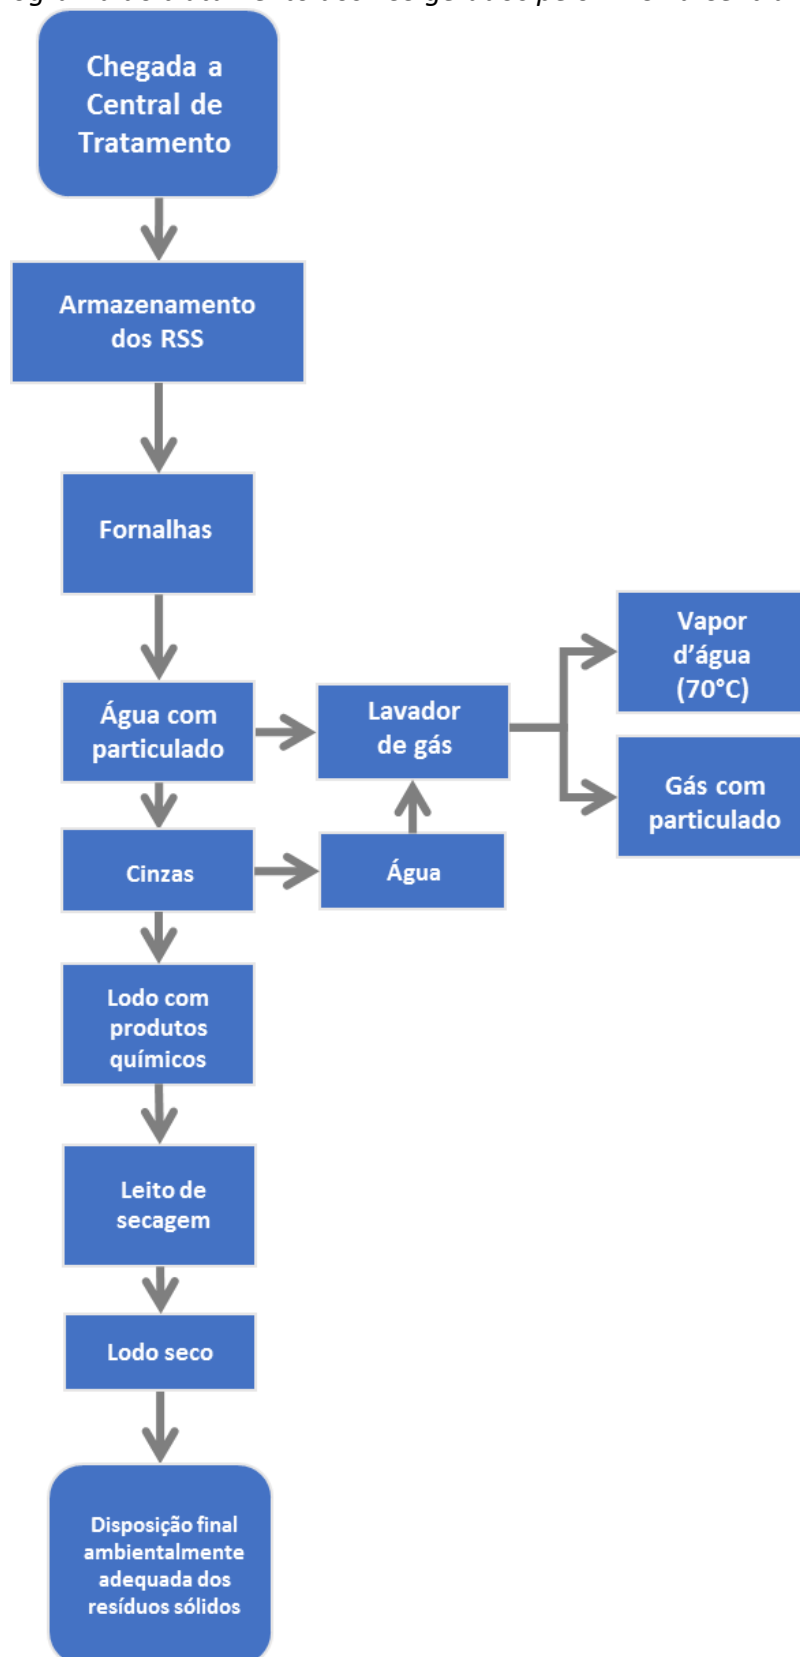 Chegada a
Central de
Tratamento
Armazenamento
dos RSS
Fornalhas
Água com
particulado
Lavador
de gás
Vapor
d'água
(70°C)
Gás com
particulado
Cinzas
Água
Lodo com
produtos
químicos
Leito de
secagem
Lodo seco
Disposição final
ambientalmente
adequada dos
resíduos sólidos